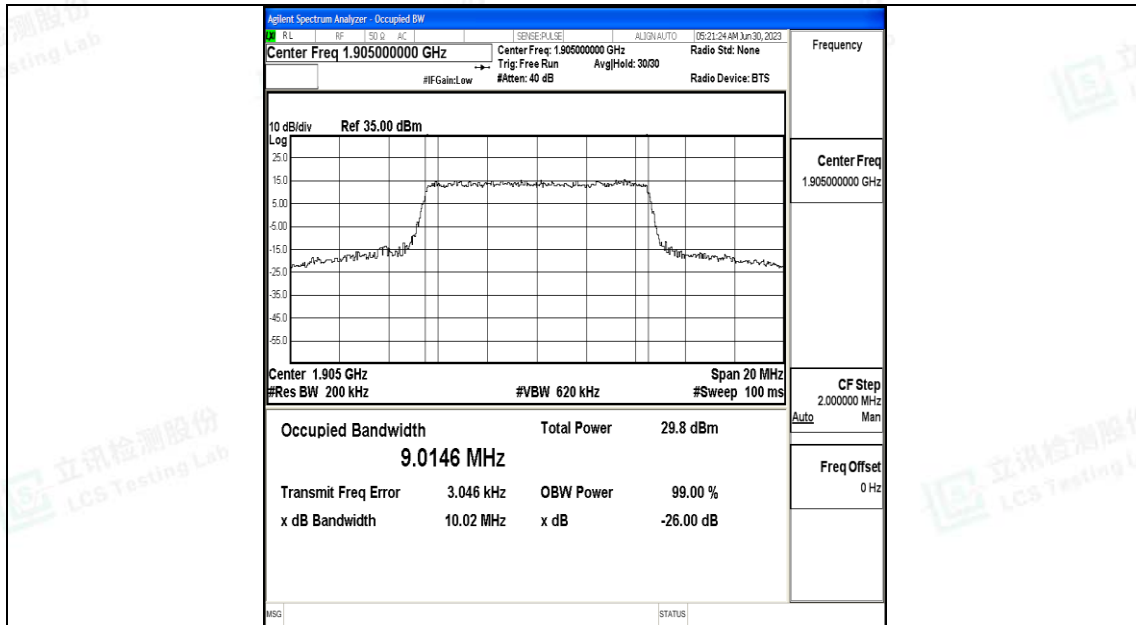 Agilent Spectrum Analyzer - Occupied BW
RL RF 50 Ω AC SENSE:PULSE ALIGN AUTO 05:21:24 AM Jun 30, 2023
Center Freq 1.905000000 GHz
Center Freq: 1.905000000 GHz Radio Std: None
Trig: Free Run Avg|Hold: 30/30
#IFGain:Low #Atten: 40 dB Radio Device: BTS
10 dB/div Ref 35.00 dBm
Log
25.0
15.0
5.00
-5.00
-15.0
-25.0
-35.0
-45.0
-55.0
Center 1.905 GHz Span 20 MHz
#Res BW 200 kHz #VBW 620 kHz #Sweep 100 ms
Occupied Bandwidth Total Power 29.8 dBm
9.0146 MHz
Transmit Freq Error 3.046 kHz OBW Power 99.00 %
x dB Bandwidth 10.02 MHz x dB -26.00 dB
MSG STATUS
Frequency
Center Freq
1.905000000 GHz
CF Step
2.000000 MHz
Auto Man
Freq Offset
0 Hz
立讯检测股份
LCS Testing Lab